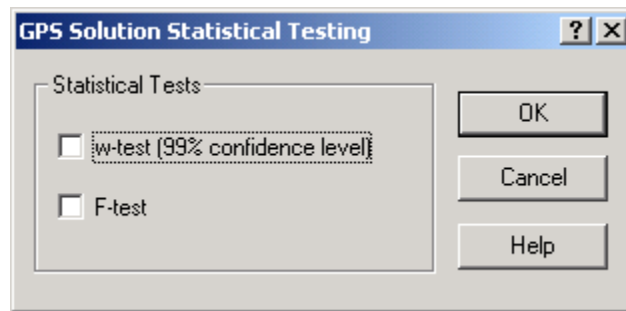 GPS Solution Statistical Testing
Statistical Tests
w-test (99% confidence level)
F-test
OK
Cancel
Help